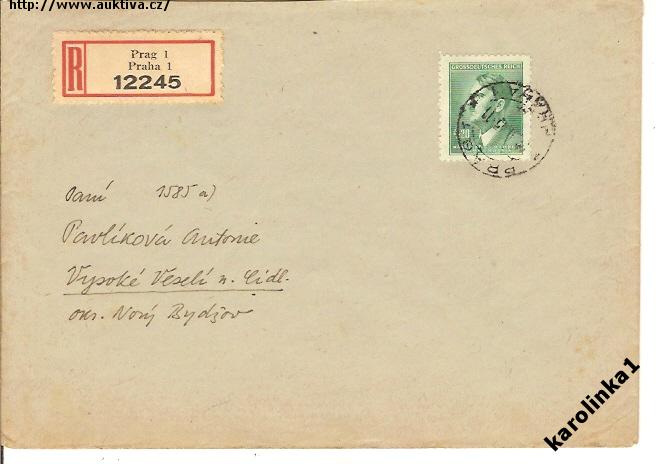 http://www.auktiva.cz/
R
Prag 1
Praha 1
12245
GROSSDEUTSCHES REICH
Paní 1585 a)
Pavlíková Antonie
Vysoké Veselí n. Cidl.
okr. Nový Bydžov
karolinka1